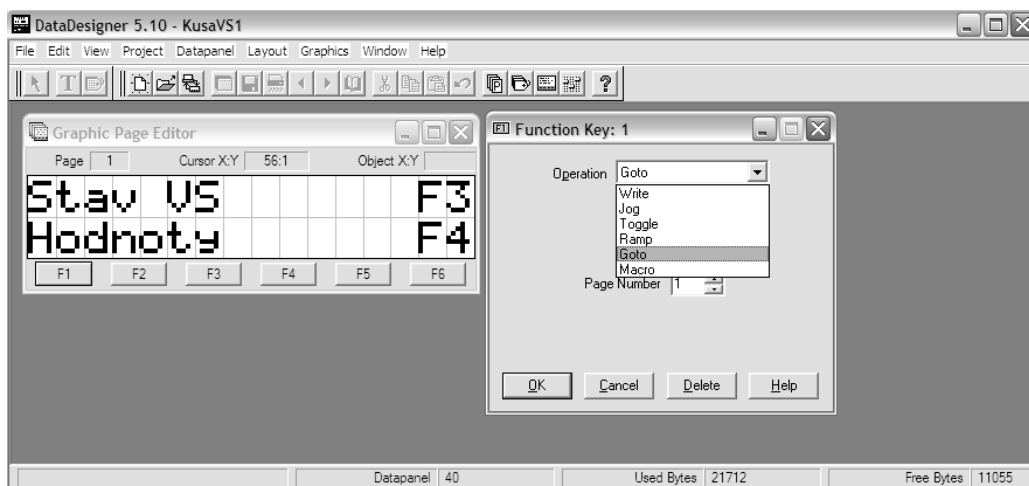 DataDesigner 5.10 - KusaVS1
File Edit View Project Datapanel Layout Graphics Window Help
T ?
Graphic Page Editor
Page 1 Cursor X:Y 56:1 Object X:Y
Stav VS F3
Hodnoty F4
F1 F2 F3 F4 F5 F6
F1 Function Key: 1
Operation Goto
Write
Jog
Toggle
Ramp
Goto
Macro
Page Number 1
OK Cancel Delete Help
Datapanel 40 Used Bytes 21712 Free Bytes 11055